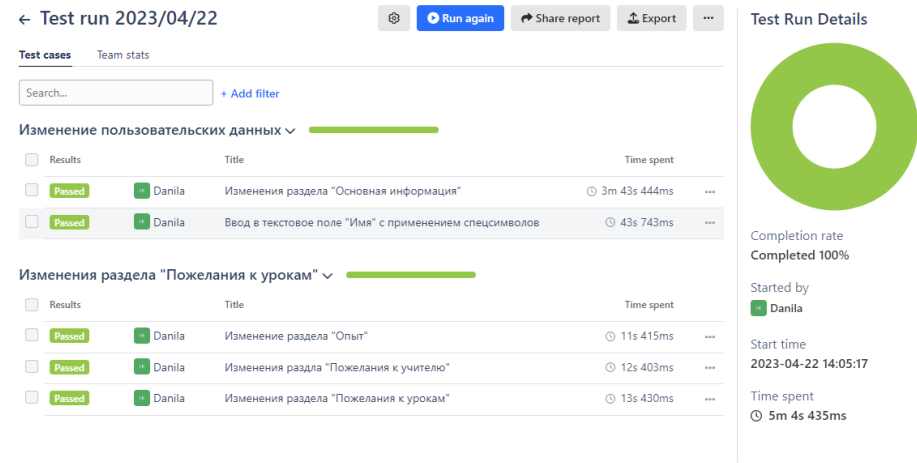 ← Test run 2023/04/22
Run again
Share report
Export
Test cases
Team stats
Search...
+ Add filter
Изменение пользовательских данных
Results Title Time spent
Passed Danila Изменения раздела "Основная информация" 3m 43s 444ms
Passed Danila Ввод в текстовое поле "Имя" с применением спецсимволов 43s 743ms
Изменения раздела "Пожелания к урокам"
Results Title Time spent
Passed Danila Изменение раздела "Опыт" 11s 415ms
Passed Danila Изменения раздла "Пожелания к учителю" 12s 403ms
Passed Danila Изменения раздела "Пожелания к урокам" 13s 430ms
Test Run Details
Completion rate
Completed 100%
Started by
Danila
Start time
2023-04-22 14:05:17
Time spent
5m 4s 435ms